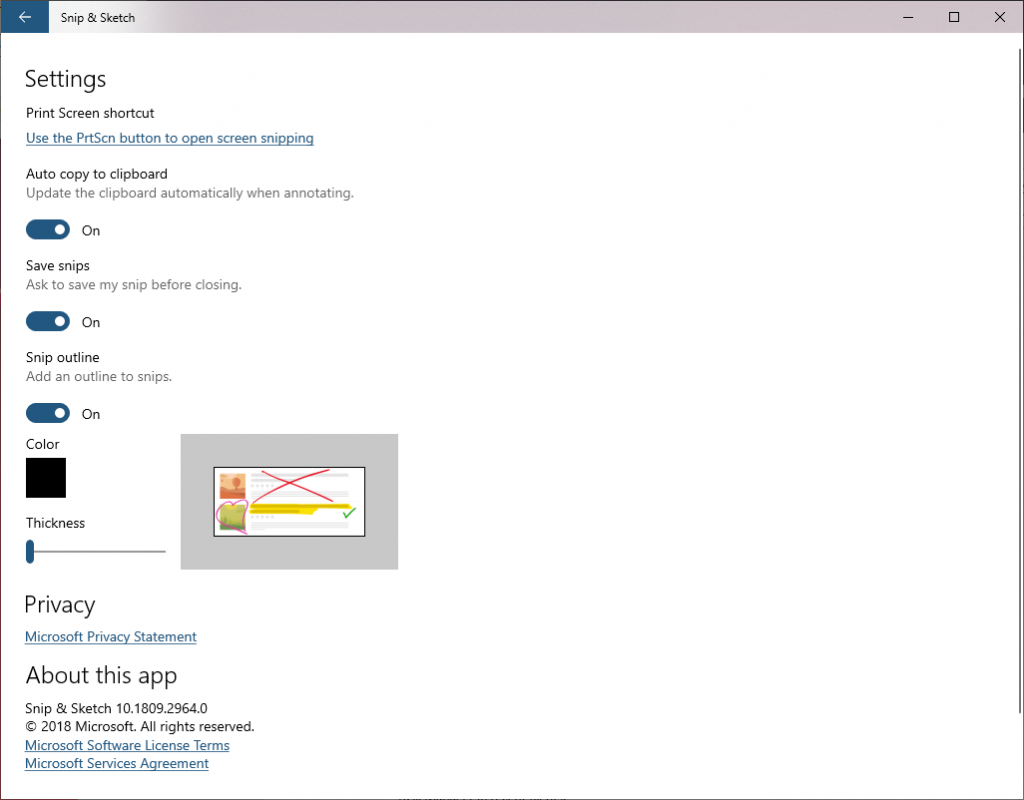 Snip & Sketch
Settings
Print Screen shortcut
Use the PrtScn button to open screen snipping
Auto copy to clipboard
Update the clipboard automatically when annotating.
On
Save snips
Ask to save my snip before closing.
On
Snip outline
Add an outline to snips.
On
Color
Thickness
Privacy
Microsoft Privacy Statement
About this app
Snip & Sketch 10.1809.2964.0
© 2018 Microsoft. All rights reserved.
Microsoft Software License Terms
Microsoft Services Agreement